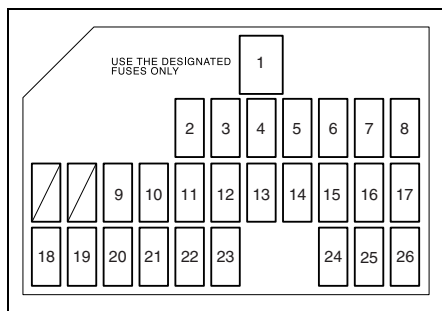 USE THE DESIGNATED
FUSES ONLY
1
2 3 4 5 6 7 8
9 10 11 12 13 14 15 16 17
18 19 20 21 22 23 24 25 26